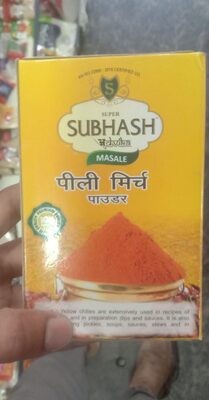 S
SUPER
SUBHASH
MASALE
पीली मिर्च
पाउडर
Yellow chilies are extensively used in recipes of
and in preparation dips and sauces. It is also
pickles, soups, sauces, stews and in